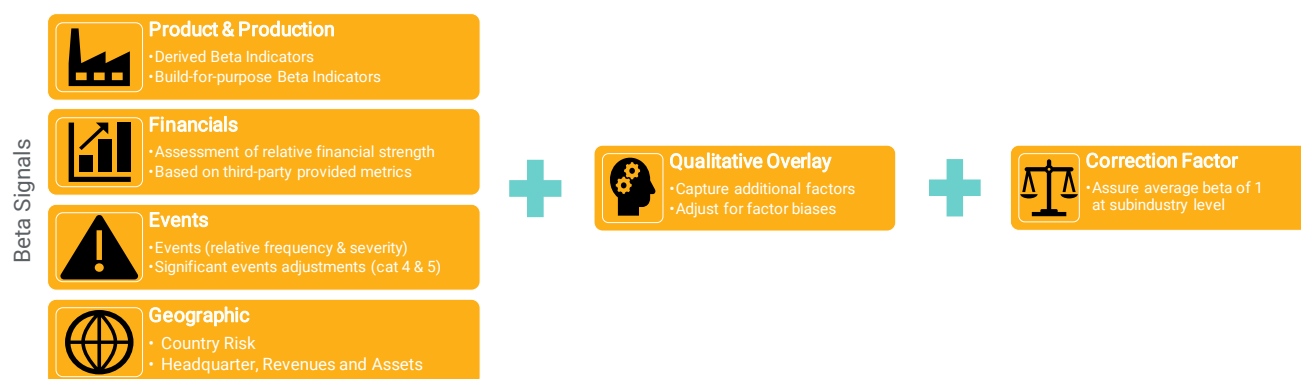 Beta Signals
Product & Production
•Derived Beta Indicators
•Build-for-purpose Beta Indicators
Financials
•Assessment of relative financial strength
•Based on third-party provided metrics
Events
•Events (relative frequency & severity)
•Significant events adjustments (cat 4 & 5)
Geographic
• Country Risk
• Headquarter, Revenues and Assets
Qualitative Overlay
•Capture additional factors
•Adjust for factor biases
Correction Factor
•Assure average beta of 1
at subindustry level